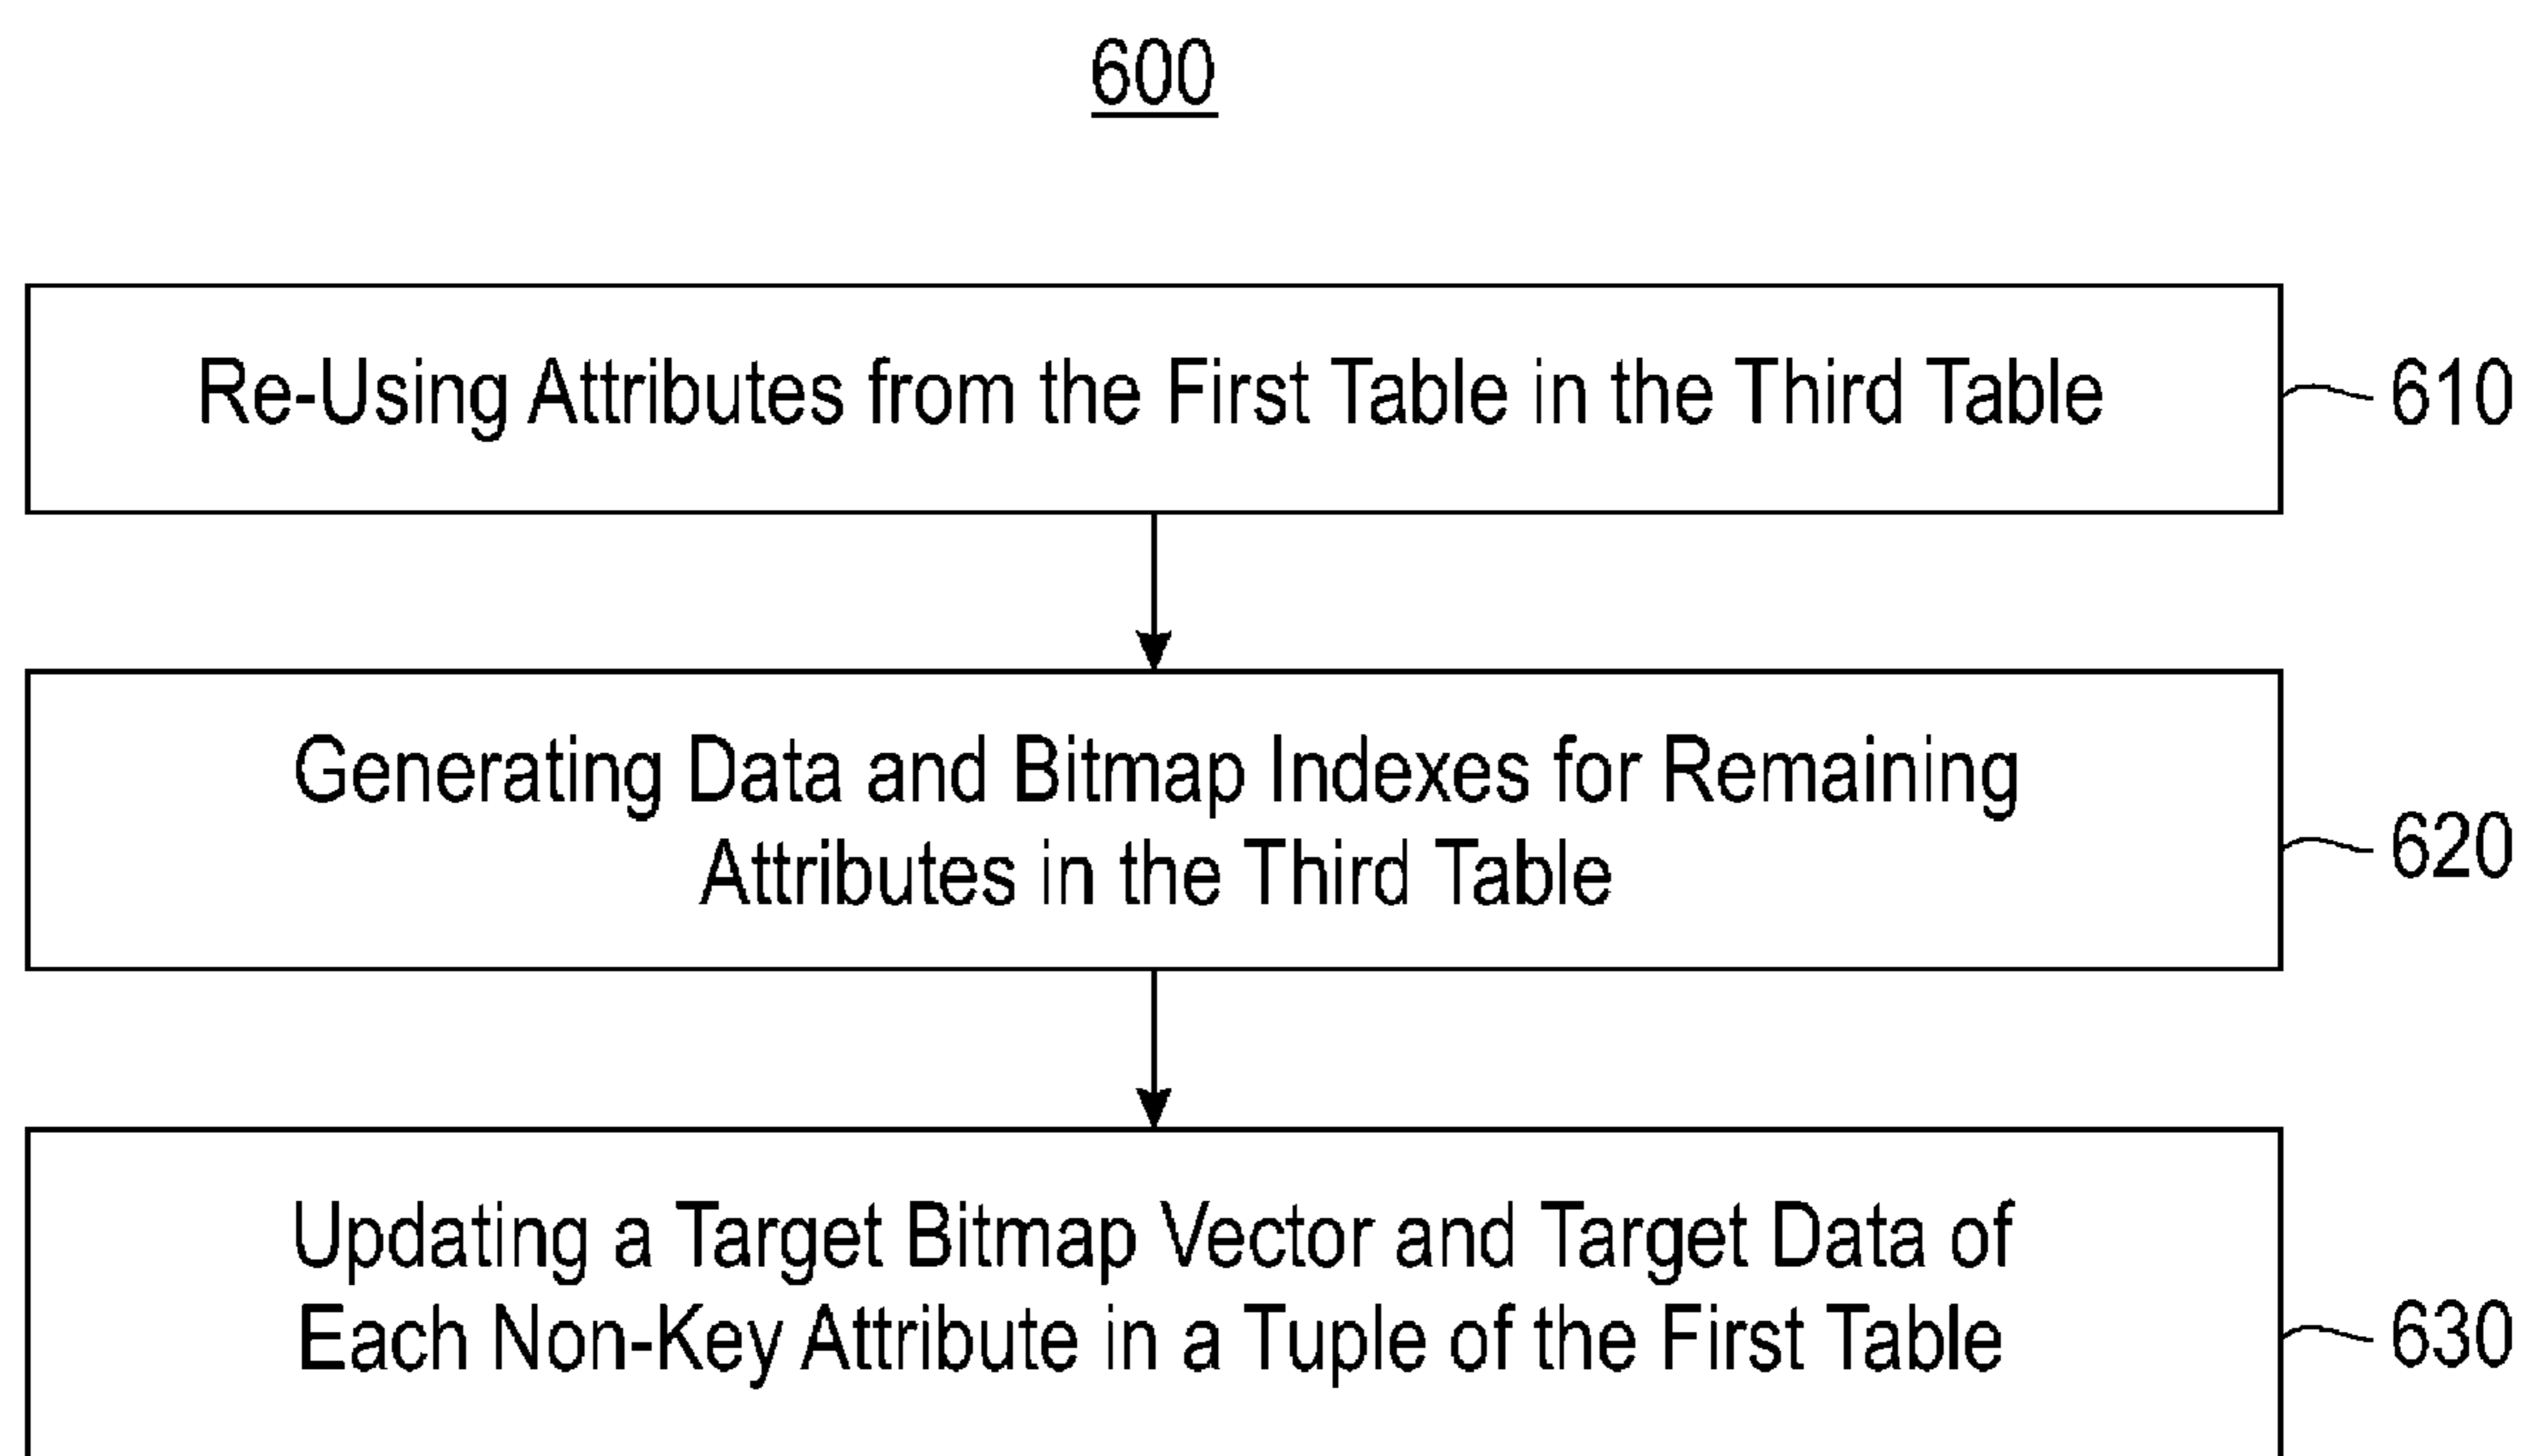 600
Re-Using Attributes from the First Table in the Third Table
610
Generating Data and Bitmap Indexes for Remaining
Attributes in the Third Table
620
Updating a Target Bitmap Vector and Target Data of
Each Non-Key Attribute in a Tuple of the First Table
630